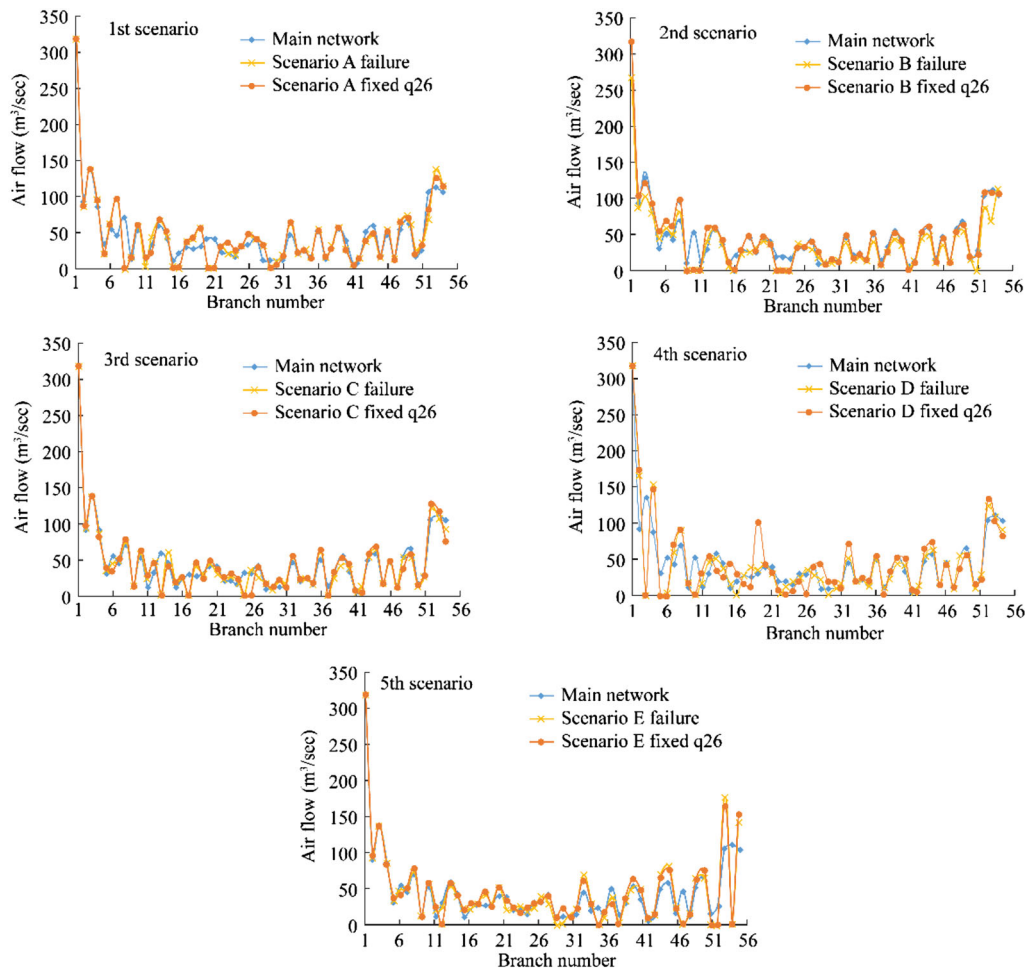 1st scenario
Main network
Scenario A failure
Scenario A fixed q26
Air flow (m³/sec)
350
300
250
200
150
100
50
0
1 6 11 16 21 26 31 36 41 46 51 56
Branch number
2nd scenario
Main network
Scenario B failure
Scenario B fixed q26
Air flow (m³/sec)
350
300
250
200
150
100
50
0
1 6 11 16 21 26 31 36 41 46 51 56
Branch number
3rd scenario
Main network
Scenario C failure
Scenario C fixed q26
Air flow (m³/sec)
350
300
250
200
150
100
50
0
1 6 11 16 21 26 31 36 41 46 51 56
Branch number
4th scenario
Main network
Scenario D failure
Scenario D fixed q26
Air flow (m³/sec)
350
300
250
200
150
100
50
0
1 6 11 16 21 26 31 36 41 46 51 56
Branch number
5th scenario
Main network
Scenario E failure
Scenario E fixed q26
Air flow (m³/sec)
350
300
250
200
150
100
50
0
1 6 11 16 21 26 31 36 41 46 51 56
Branch number